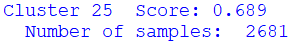 Cluster 25  Score: 0.689
  Number of samples:  2681